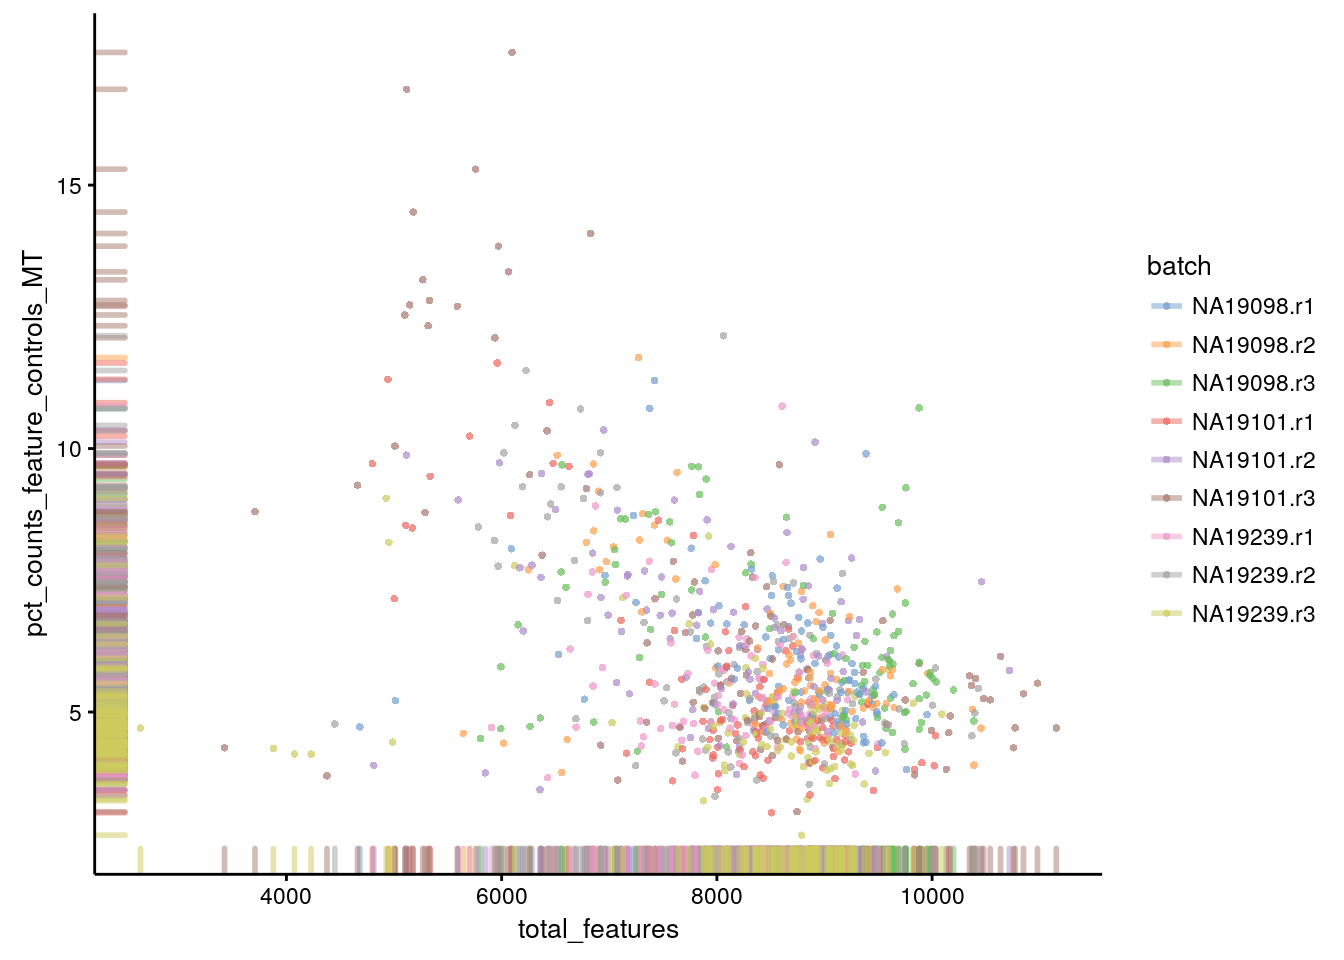 pct_counts_feature_controls_MT
15
10
5
4000
6000
8000
10000
total_features
batch
NA19098.r1
NA19098.r2
NA19098.r3
NA19101.r1
NA19101.r2
NA19101.r3
NA19239.r1
NA19239.r2
NA19239.r3